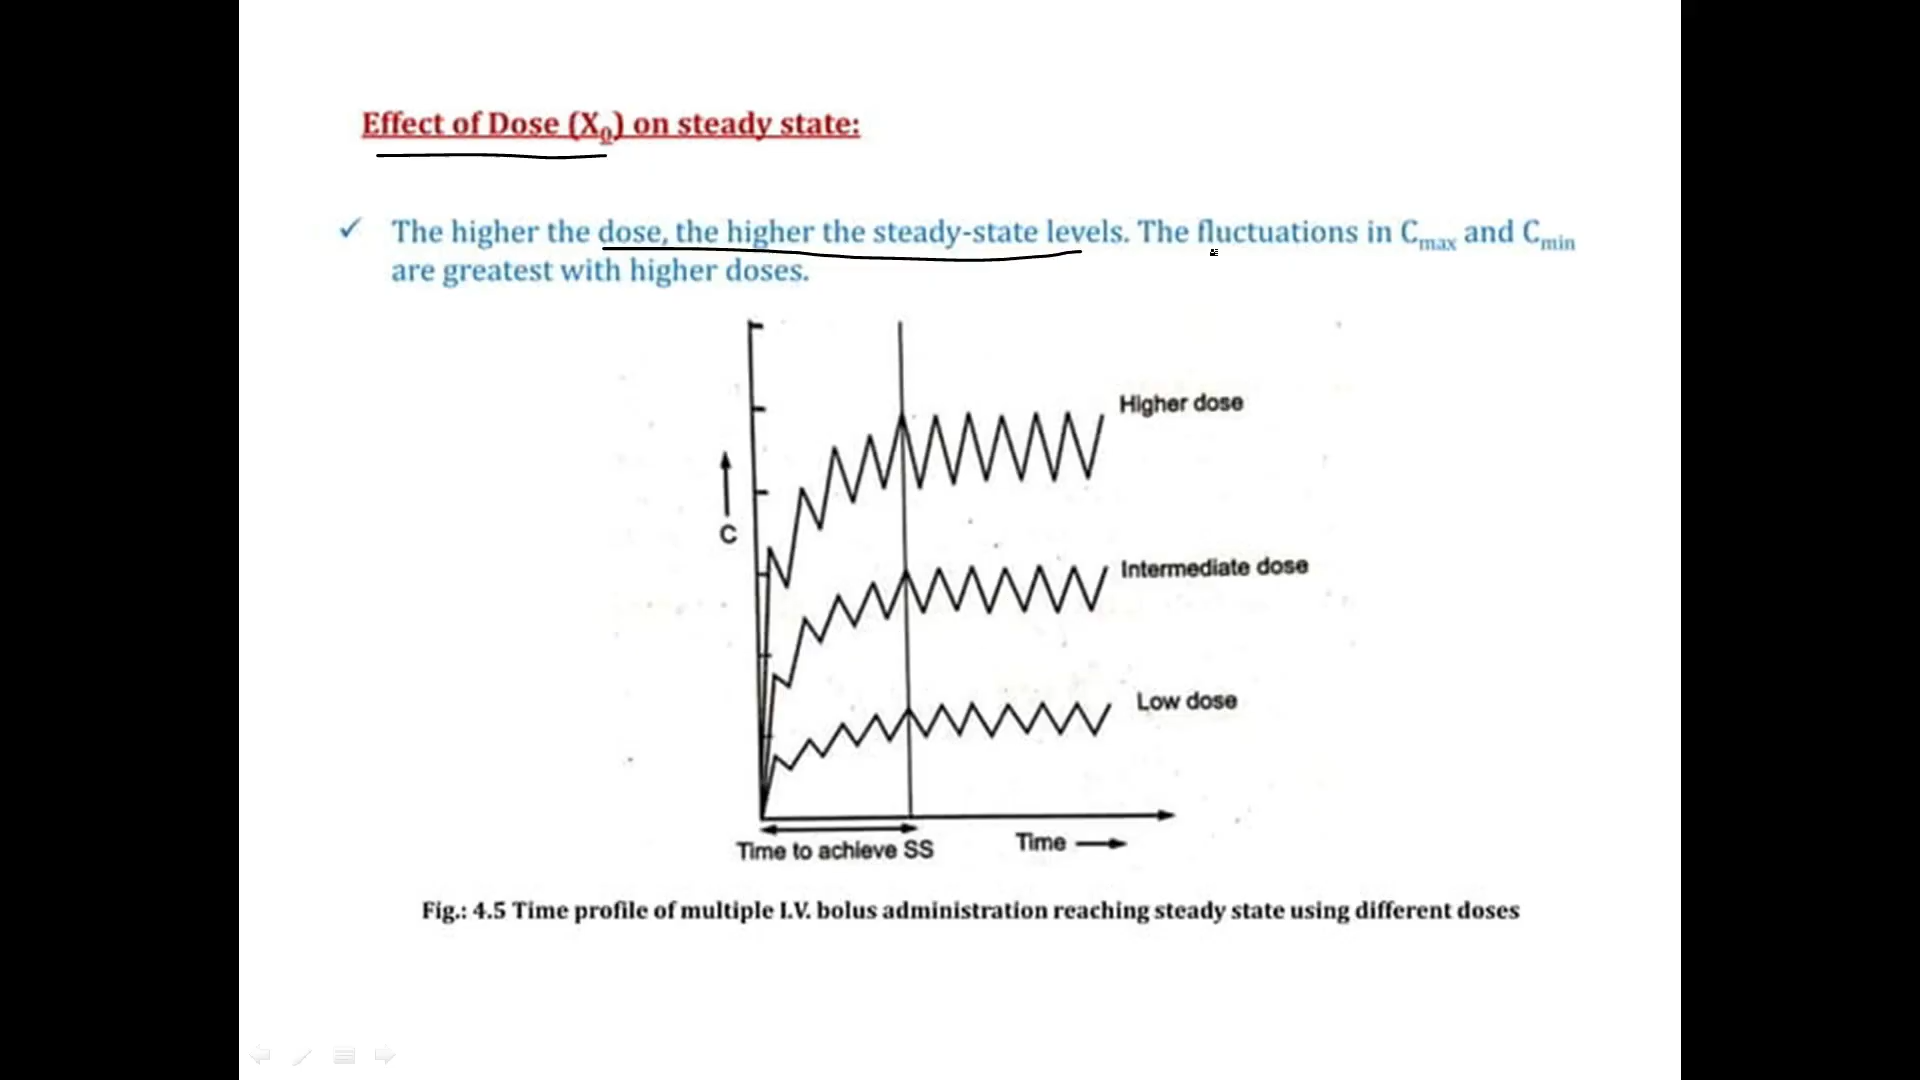 Effect of Dose (X₀) on steady state:
✓ The higher the dose, the higher the steady-state levels. The fluctuations in Cmax and Cmin
are greatest with higher doses.
Higher dose
C
Intermediate dose
Low dose
Time to achieve SS
Time
Fig.: 4.5 Time profile of multiple I.V. bolus administration reaching steady state using different doses